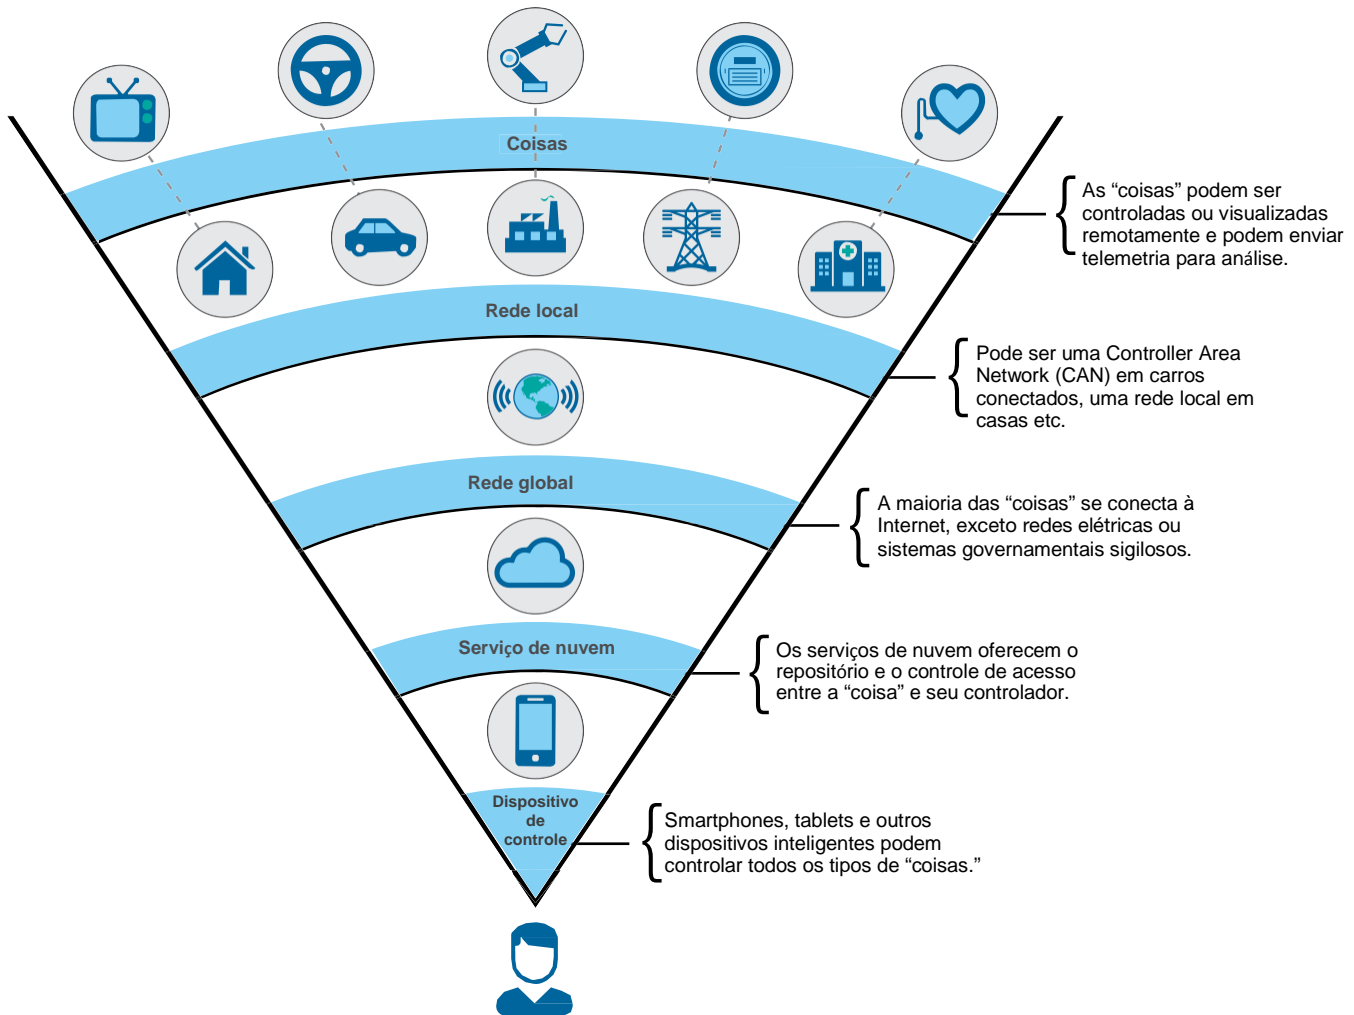 Coisas
As “coisas” podem ser
controladas ou visualizadas
remotamente e podem enviar
telemetria para análise.
Rede local
Pode ser uma Controller Area
Network (CAN) em carros
conectados, uma rede local em
casas etc.
Rede global
A maioria das “coisas” se conecta à
Internet, exceto redes elétricas ou
sistemas governamentais sigilosos.
Serviço de nuvem
Os serviços de nuvem oferecem o
repositório e o controle de acesso
entre a “coisa” e seu controlador.
Dispositivo
de
controle
Smartphones, tablets e outros
dispositivos inteligentes podem
controlar todos os tipos de “coisas.”